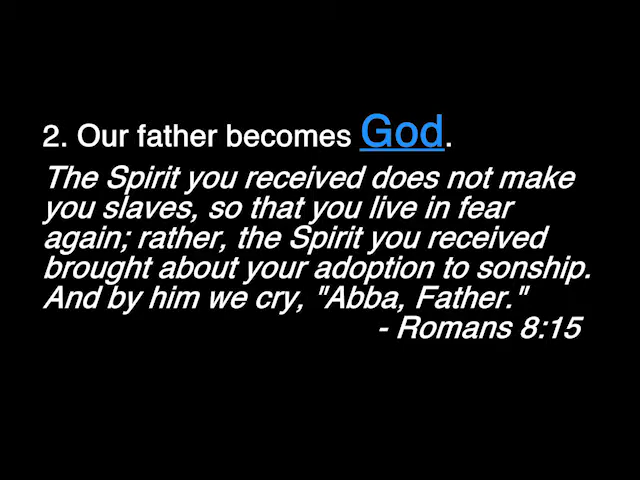 2. Our father becomes God.
The Spirit you received does not make
you slaves, so that you live in fear
again; rather, the Spirit you received
brought about your adoption to sonship.
And by him we cry, "Abba, Father."
- Romans 8:15